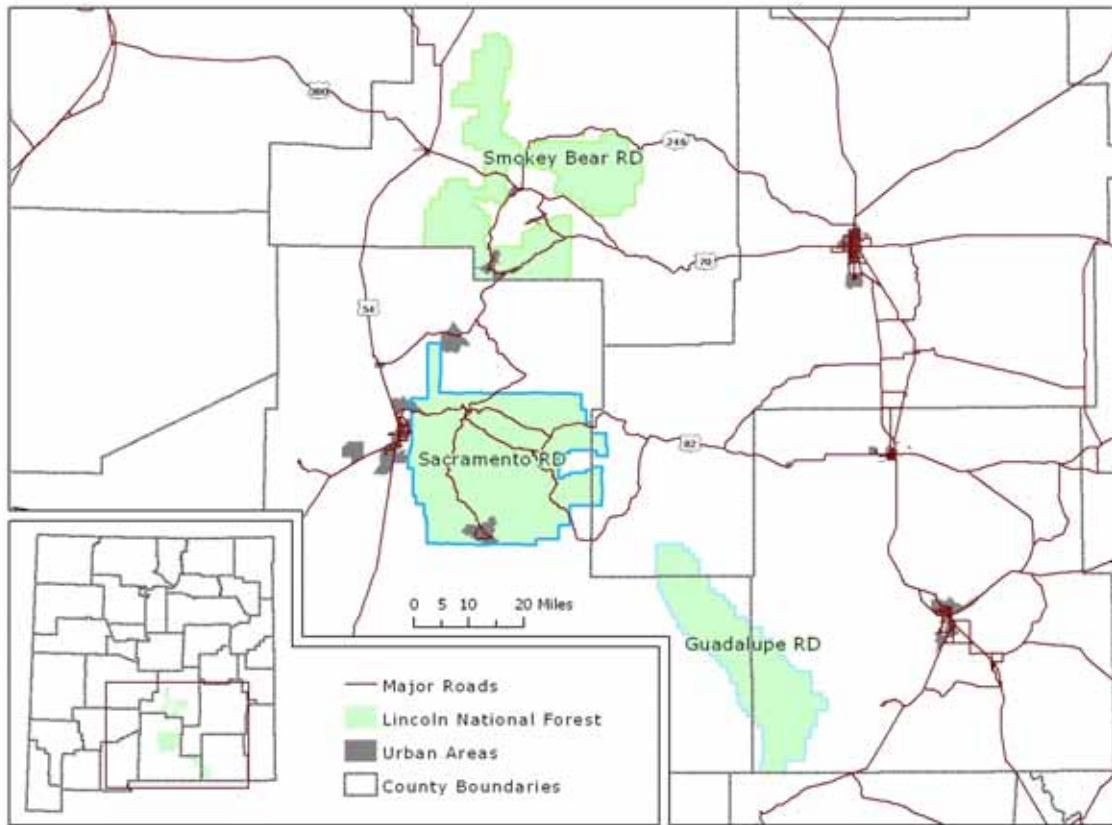 380
Smokey Bear RD
246
70
54
82
Sacramento RD
0 5 10 20 Miles
Guadalupe RD
Major Roads
Lincoln National Forest
Urban Areas
County Boundaries